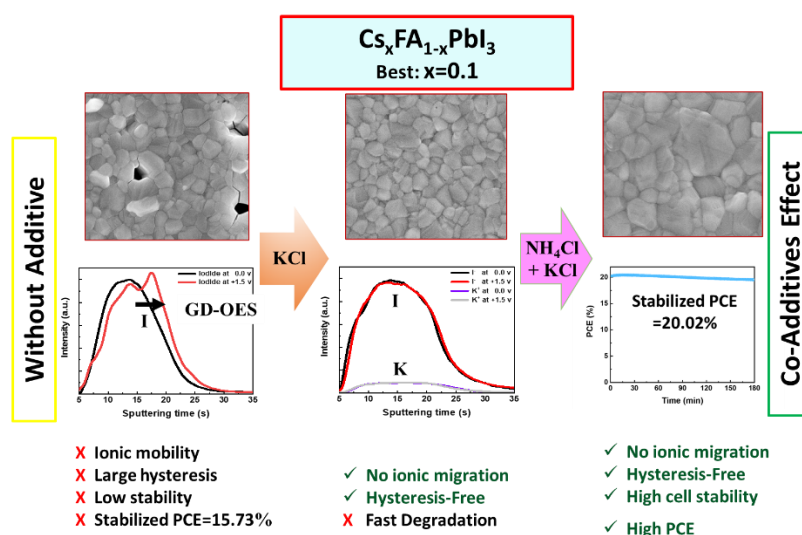 CsₓFA₁₋ₓPbI₃
Best: x=0.1
Without Additive
KCl
NH₄Cl
+ KCl
Co-Additives Effect
Iodide at 0.0 v
Iodide at +1.5 v
I
GD-OES
Intensity (a.u.)
5 10 15 20 25 30 35
Sputtering time (s)
I⁻ at 0.0 v
I⁻ at +1.5 v
K⁺ at 0.0 v
K⁺ at +1.5 v
I
K
Intensity (a.u.)
5 10 15 20 25 30 35
Sputtering time (s)
Stabilized PCE
=20.02%
PCE (%)
20
15
10
5
0
0 30 60 90 120 150 180
Time (min)
X Ionic mobility
X Large hysteresis
X Low stability
X Stabilized PCE=15.73%
✓ No ionic migration
✓ Hysteresis-Free
X Fast Degradation
✓ No ionic migration
✓ Hysteresis-Free
✓ High cell stability
✓ High PCE